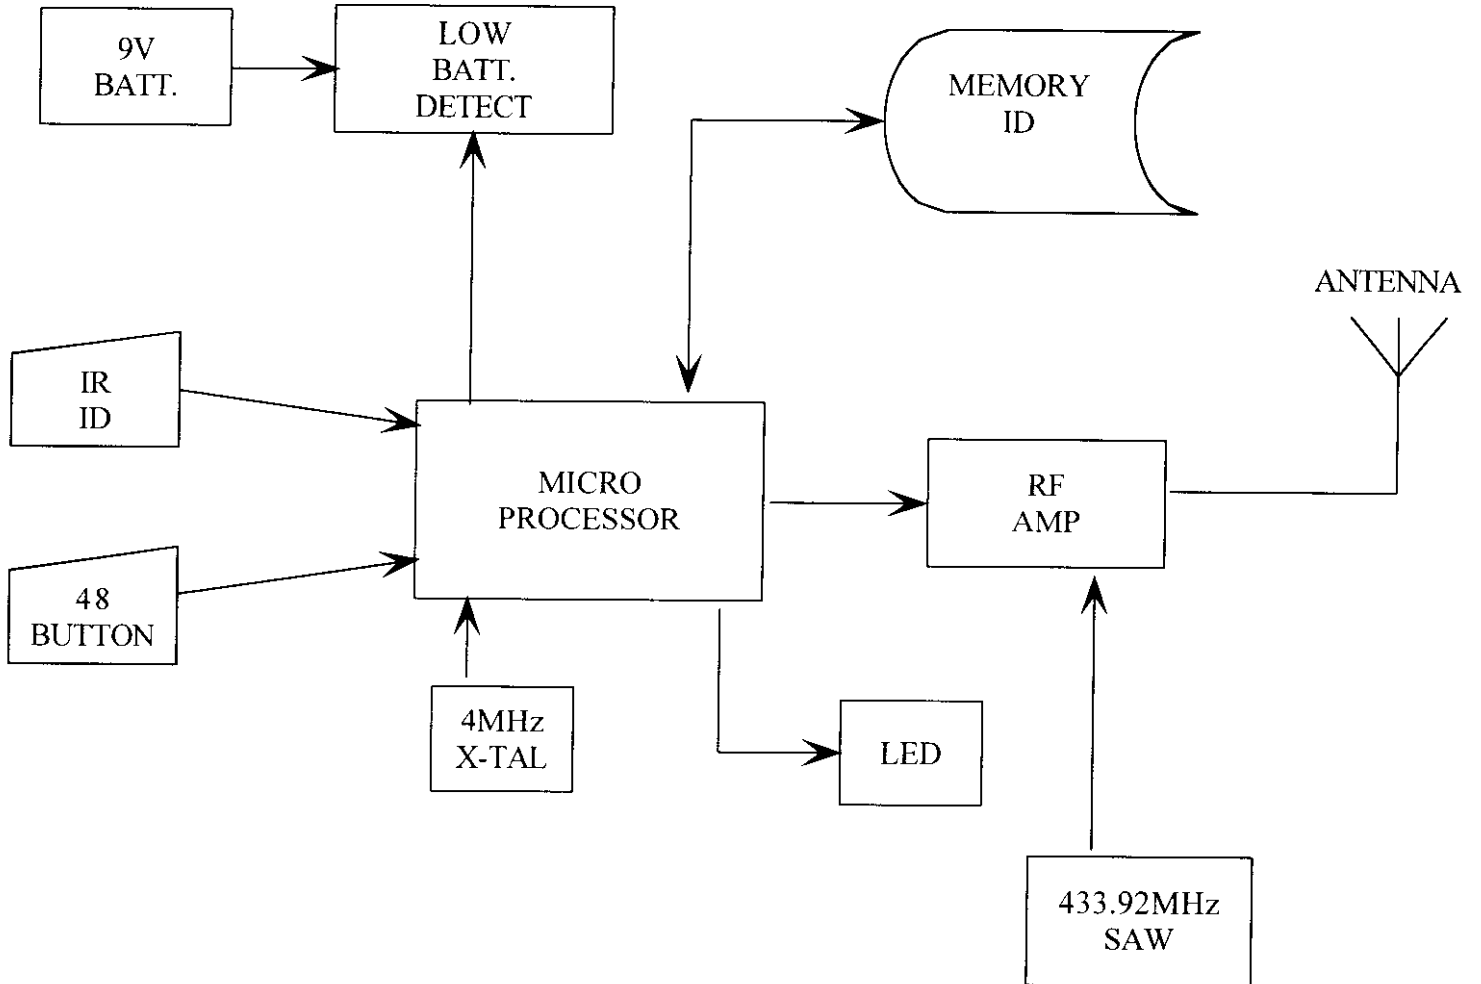 9V
BATT.
LOW
BATT.
DETECT
MEMORY
ID
ANTENNA
IR
ID
MICRO
PROCESSOR
RF
AMP
48
BUTTON
4MHz
X-TAL
LED
433.92MHz
SAW